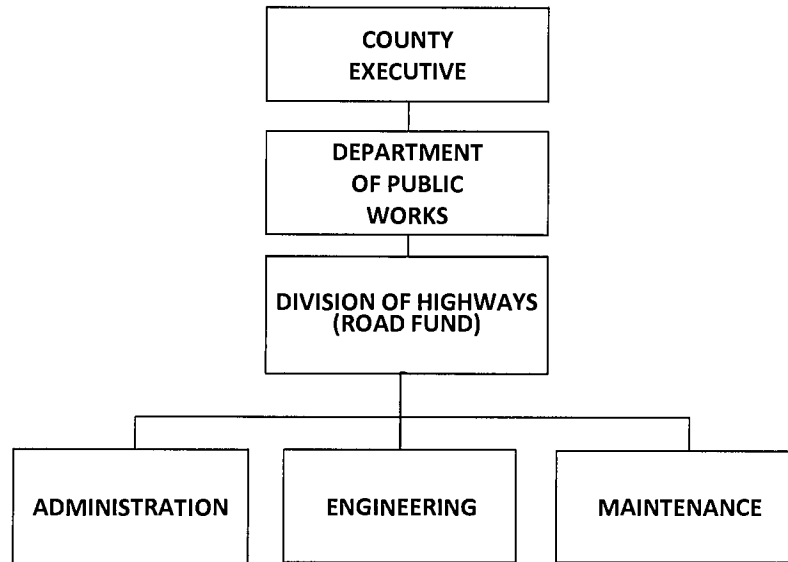 COUNTY
EXECUTIVE
DEPARTMENT
OF PUBLIC
WORKS
DIVISION OF HIGHWAYS
(ROAD FUND)
ADMINISTRATION
ENGINEERING
MAINTENANCE